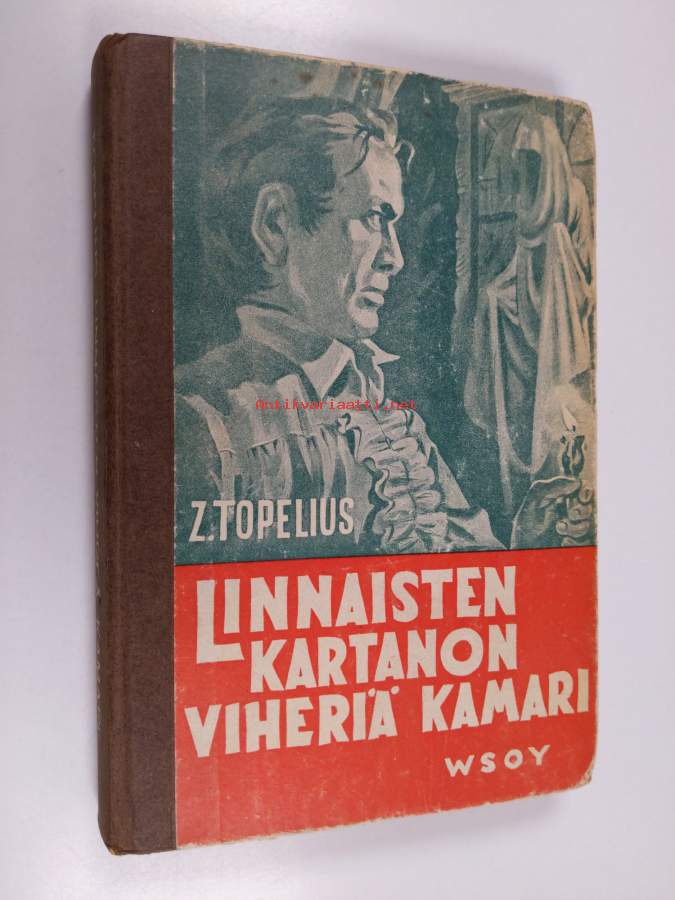 Antikvariaatti.net
Z.TOPELIUS
LINNAISTEN
KARTANON
VIHERIÄ KAMARI
WSOY